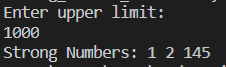 Enter upper limit:
1000
Strong Numbers: 1 2 145